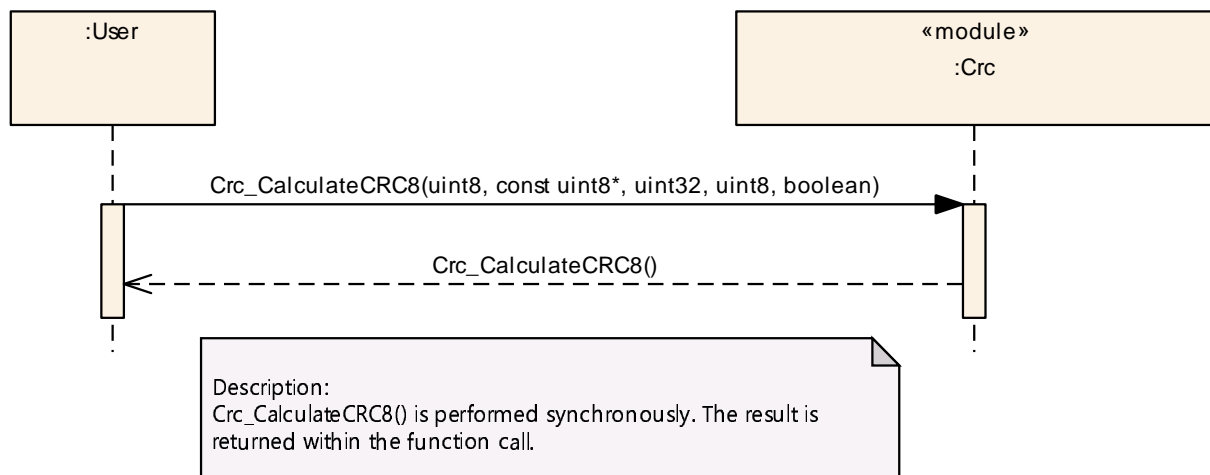 :User
«module»
:Crc
Crc_CalculateCRC8(uint8, const uint8*, uint32, uint8, boolean)
Crc_CalculateCRC8()
Description:
Crc_CalculateCRC8() is performed synchronously. The result is
returned within the function call.